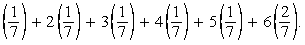 (1/7) + 2(1/7) + 3(1/7) + 4(1/7) + 5(1/7) + 6(2/7)